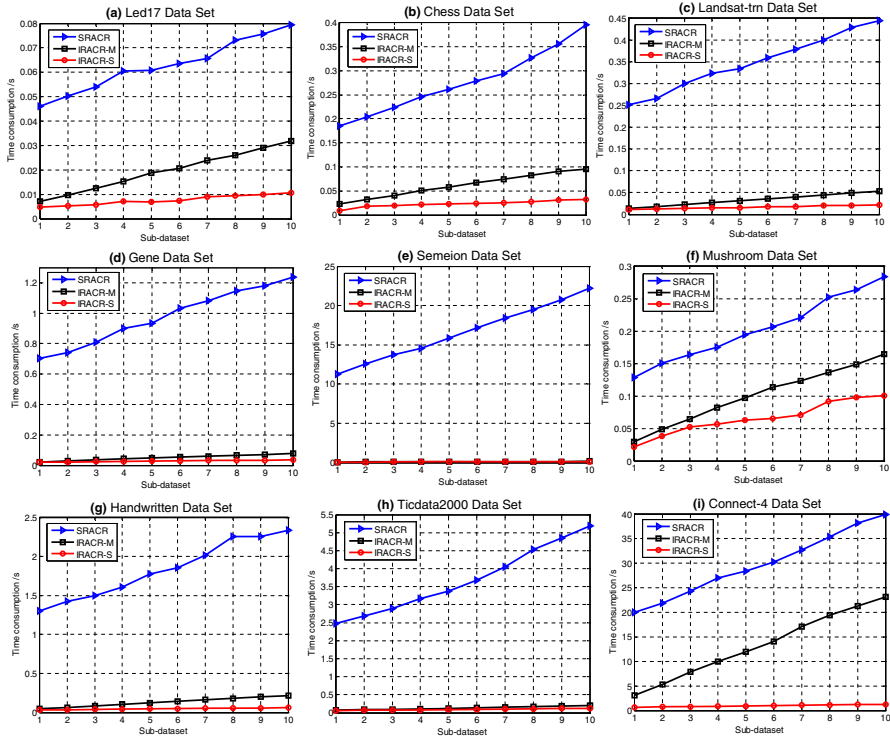 (a) Led17 Data Set
0.08
0.07
0.06
0.05
0.04
0.03
0.02
0.01
0
Time consumption /s
SRACR
IRACR-M
IRACR-S
1 2 3 4 5 6 7 8 9 10
Sub-dataset
(b) Chess Data Set
0.4
0.35
0.3
0.25
0.2
0.15
0.1
0.05
0
Time consumption /s
SRACR
IRACR-M
IRACR-S
1 2 3 4 5 6 7 8 9 10
Sub-dataset
(c) Landsat-trn
0.45
0.4
0.35
0.3
0.25
0.2
0.15
0.1
0.05
0
Time consumption /s
SRACR
IRACR-M
IRACR-S
1 2 3 4 5 6 7 8 9 10
Sub-dataset
(d) Gene Data Set
1.2
1
0.8
0.6
0.4
0.2
0
Time consumption /s
SRACR
IRACR-M
IRACR-S
1 2 3 4 5 6 7 8 9 10
Sub-dataset
(e) Semeion Data Set
25
20
15
10
5
0
Time consumption /s
SRACR
IRACR-M
IRACR-S
1 2 3 4 5 6 7 8 9 10
Sub-dataset
(f) Mushroom Data Set
0.3
0.25
0.2
0.15
0.1
0.05
0
Time consumption /s
SRACR
IRACR-M
IRACR-S
1 2 3 4 5 6 7 8 9 10
Sub-dataset
(g) Handwritten Data Set
2.5
2
1.5
1
0.5
0
Time consumption /s
SRACR
IRACR-M
IRACR-S
1 2 3 4 5 6 7 8 9 10
Sub-dataset
(h) Ticdata2000 Data Set
5.5
5
4.5
4
3.5
3
2.5
2
1.5
1
0.5
0
Time consumption /s
SRACR
IRACR-M
IRACR-S
1 2 3 4 5 6 7 8 9 10
Sub-dataset
(i) Connect-4 Data Set
40
35
30
25
20
15
10
5
0
Time consumption /s
SRACR
IRACR-M
IRACR-S
1 2 3 4 5 6 7 8 9 10
Sub-dataset